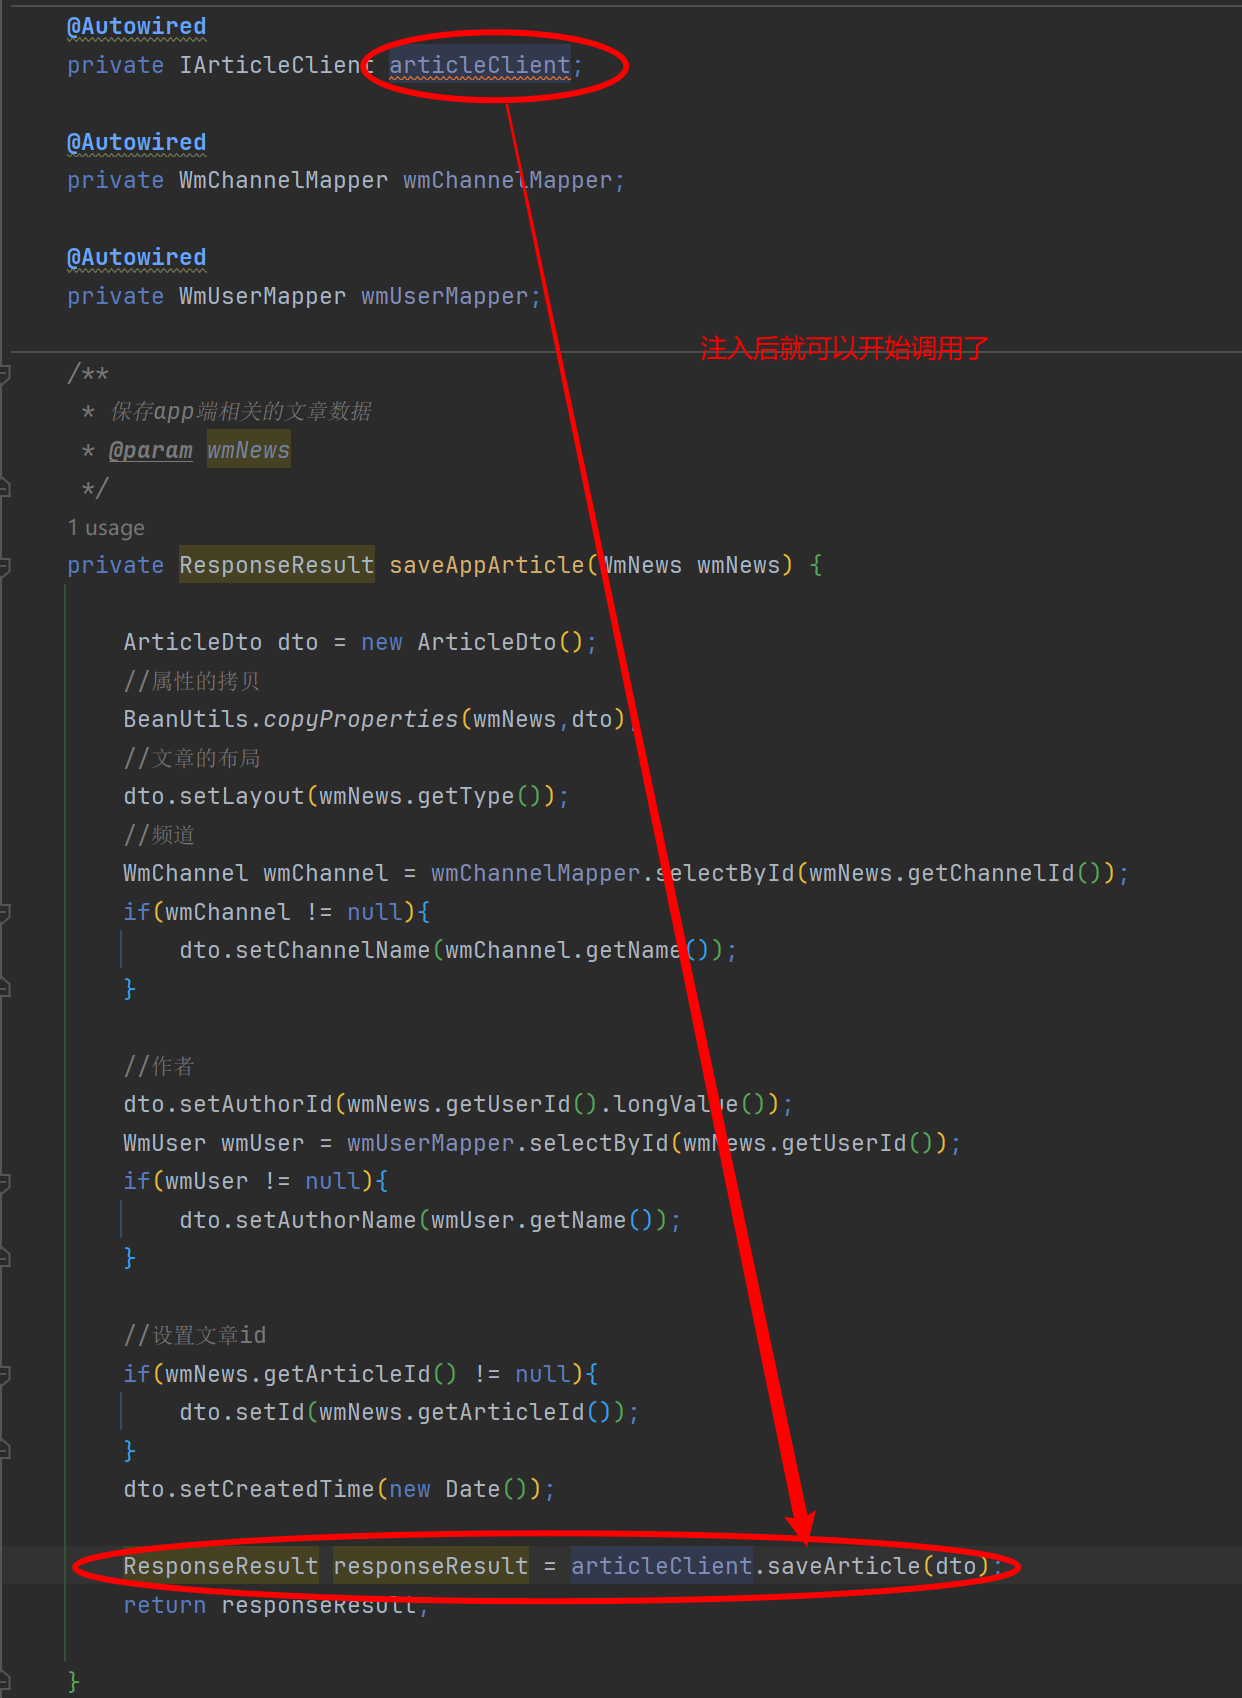 @Autowired
private IArticleClient articleClient;
@Autowired
private WmChannelMapper wmChannelMapper;
@Autowired
private WmUserMapper wmUserMapper;
注入后就可以开始调用了
/**
 * 保存app端相关的文章数据
 * @param wmNews
 */
1 usage
private ResponseResult saveAppArticle(WmNews wmNews) {
ArticleDto dto = new ArticleDto();
//属性的拷贝
BeanUtils.copyProperties(wmNews,dto);
//文章的布局
dto.setLayout(wmNews.getType());
//频道
WmChannel wmChannel = wmChannelMapper.selectById(wmNews.getChannelId());
if(wmChannel != null){
dto.setChannelName(wmChannel.getName());
}
//作者
dto.setAuthorId(wmNews.getUserId().longValue());
WmUser wmUser = wmUserMapper.selectById(wmNews.getUserId());
if(wmUser != null){
dto.setAuthorName(wmUser.getName());
}
//设置文章id
if(wmNews.getArticleId() != null){
dto.setId(wmNews.getArticleId());
}
dto.setCreatedTime(new Date());
ResponseResult responseResult = articleClient.saveArticle(dto);
return responseResult;
}